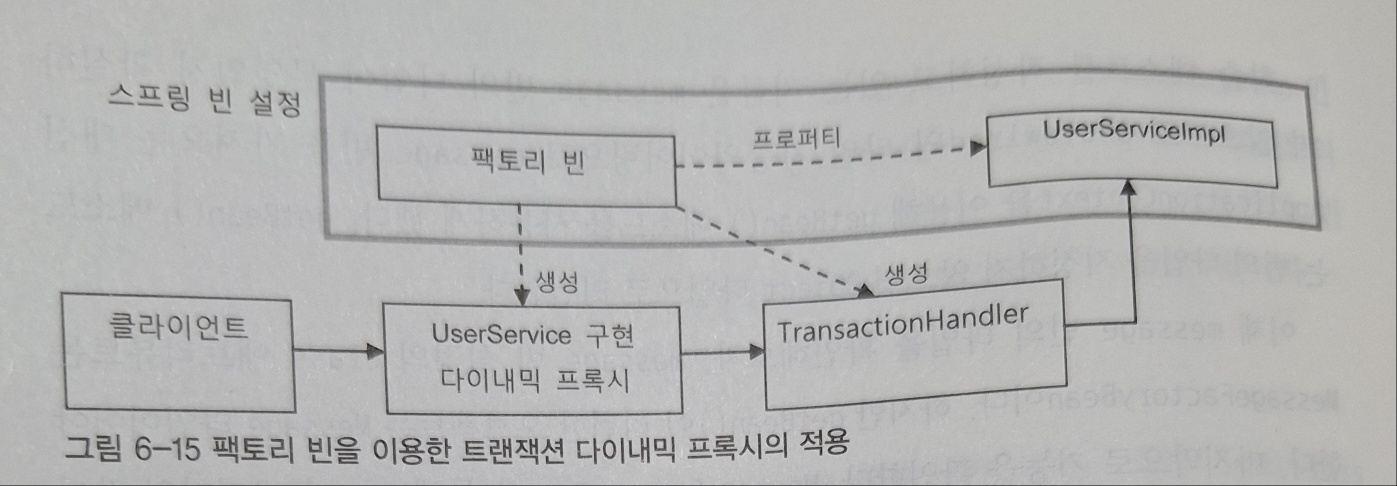 스프링 빈 설정
팩토리 빈
프로퍼티
UserServiceImpl
생성
생성
클라이언트
UserService 구현
다이내믹 프록시
TransactionHandler
그림 6-15 팩토리 빈을 이용한 트랜잭션 다이내믹 프록시의 적용